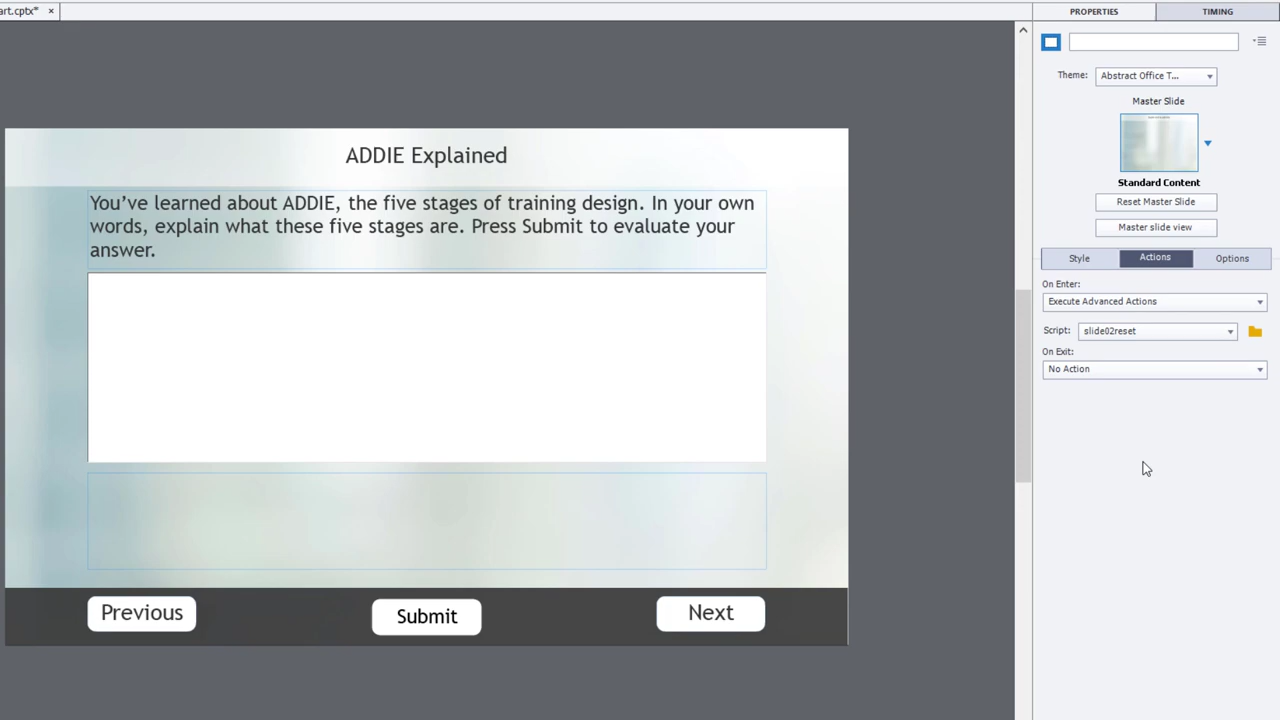 art.cptx* ×
PROPERTIES
TIMING
Theme:
Abstract Office T...
Master Slide
Standard Content
Reset Master Slide
Master slide view
Style
Actions
Options
On Enter:
Execute Advanced Actions
Script:
slide02reset
On Exit:
No Action
ADDIE Explained
You’ve learned about ADDIE, the five stages of training design. In your own
words, explain what these five stages are. Press Submit to evaluate your
answer.
Previous
Submit
Next